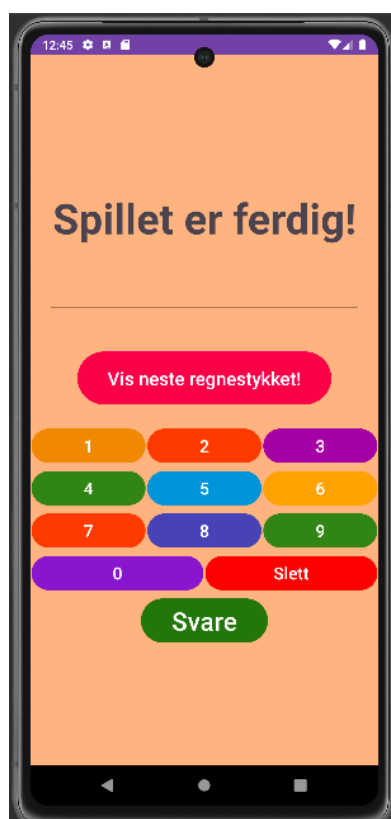 12:45
Spillet er ferdig!
Vis neste regnestykket!
1 2 3
4 5 6
7 8 9
0 Slett
Svare